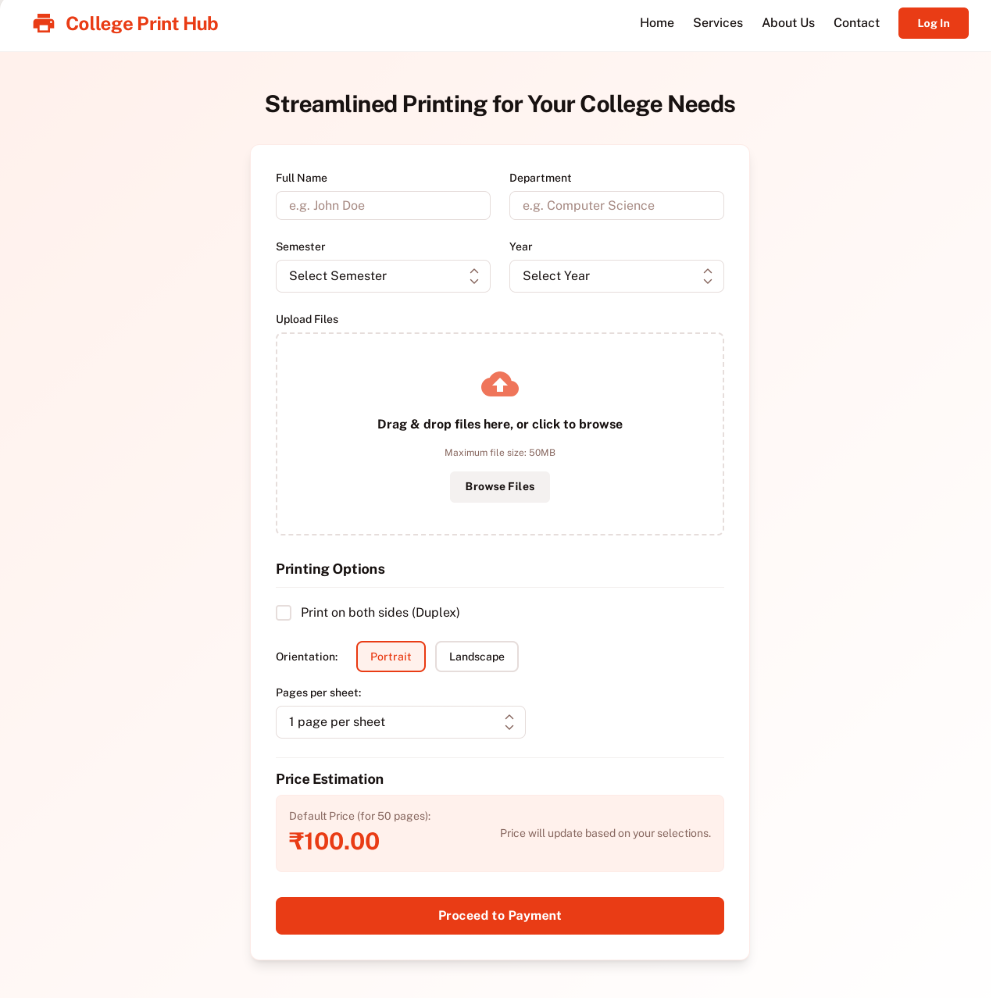 College Print Hub
Home Services About Us Contact Log In
Streamlined Printing for Your College Needs
Full Name
e.g. John Doe
Department
e.g. Computer Science
Semester
Select Semester
Year
Select Year
Upload Files
Drag & drop files here, or click to browse
Maximum file size: 50MB
Browse Files
Printing Options
Print on both sides (Duplex)
Orientation: Portrait Landscape
Pages per sheet:
1 page per sheet
Price Estimation
Default Price (for 50 pages):
₹100.00
Price will update based on your selections.
Proceed to Payment